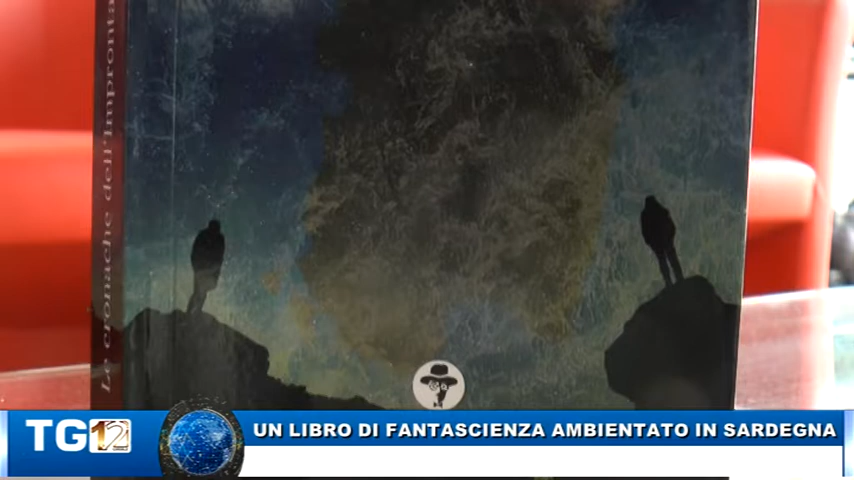 Le cronache dell'Impronta
TG12
UN LIBRO DI FANTASCIENZA AMBIENTATO IN SARDEGNA